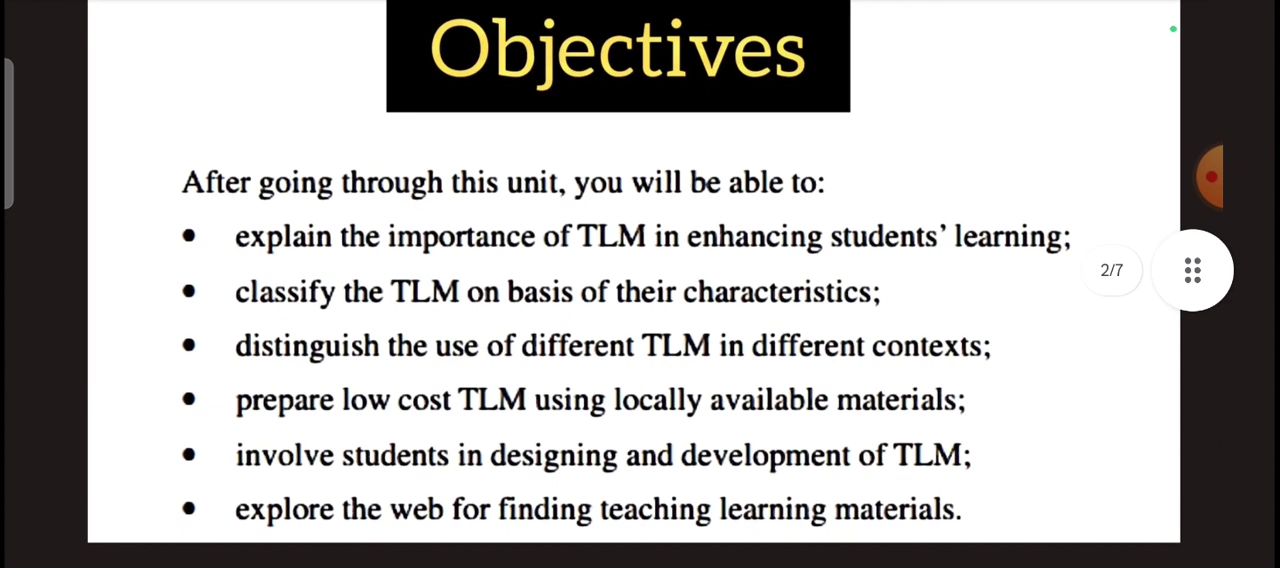 Objectives
After going through this unit, you will be able to:
• explain the importance of TLM in enhancing students’ learning;
• classify the TLM on basis of their characteristics;
• distinguish the use of different TLM in different contexts;
• prepare low cost TLM using locally available materials;
• involve students in designing and development of TLM;
• explore the web for finding teaching learning materials.
2/7